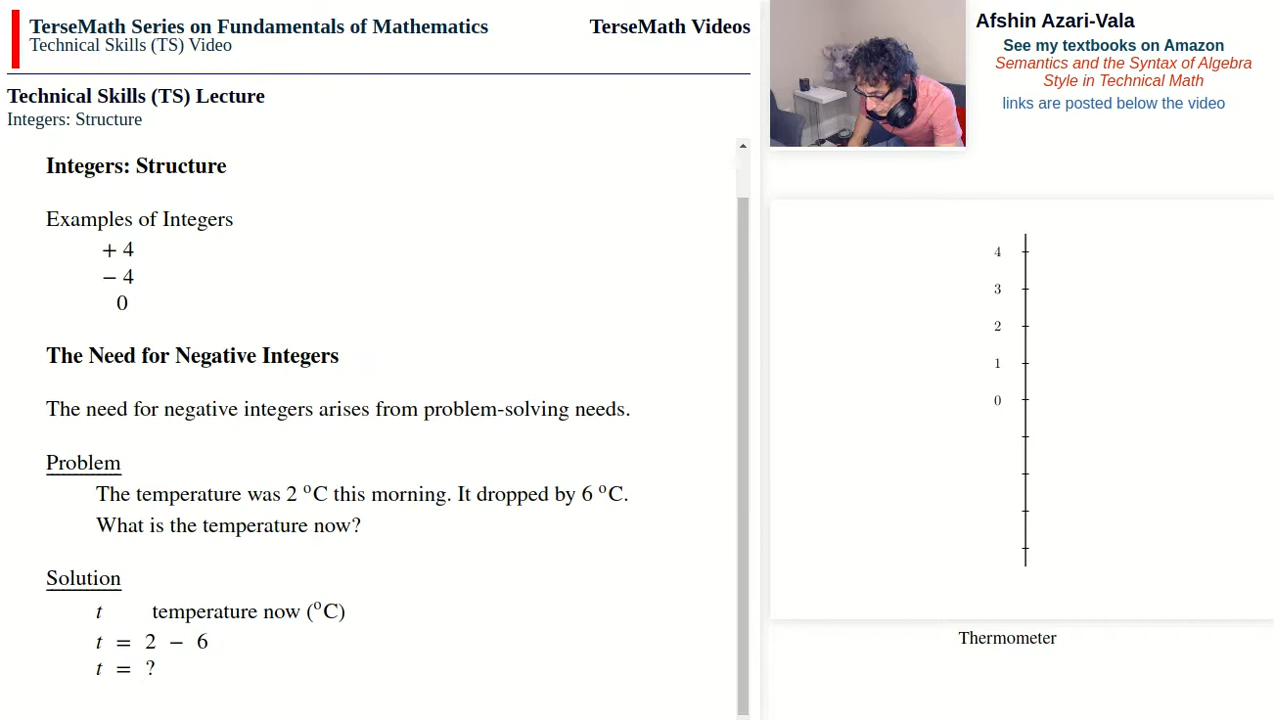 TerseMath Series on Fundamentals of Mathematics
Technical Skills (TS) Video
TerseMath Videos
Technical Skills (TS) Lecture
Integers: Structure
Integers: Structure
Examples of Integers
+ 4
− 4
0
The Need for Negative Integers
The need for negative integers arises from problem-solving needs.
Problem
The temperature was 2 °C this morning. It dropped by 6 °C.
What is the temperature now?
Solution
t temperature now (°C)
t = 2 − 6
t = ?
Afshin Azari-Vala
See my textbooks on Amazon
Semantics and the Syntax of Algebra
Style in Technical Math
links are posted below the video
4
3
2
1
0
Thermometer